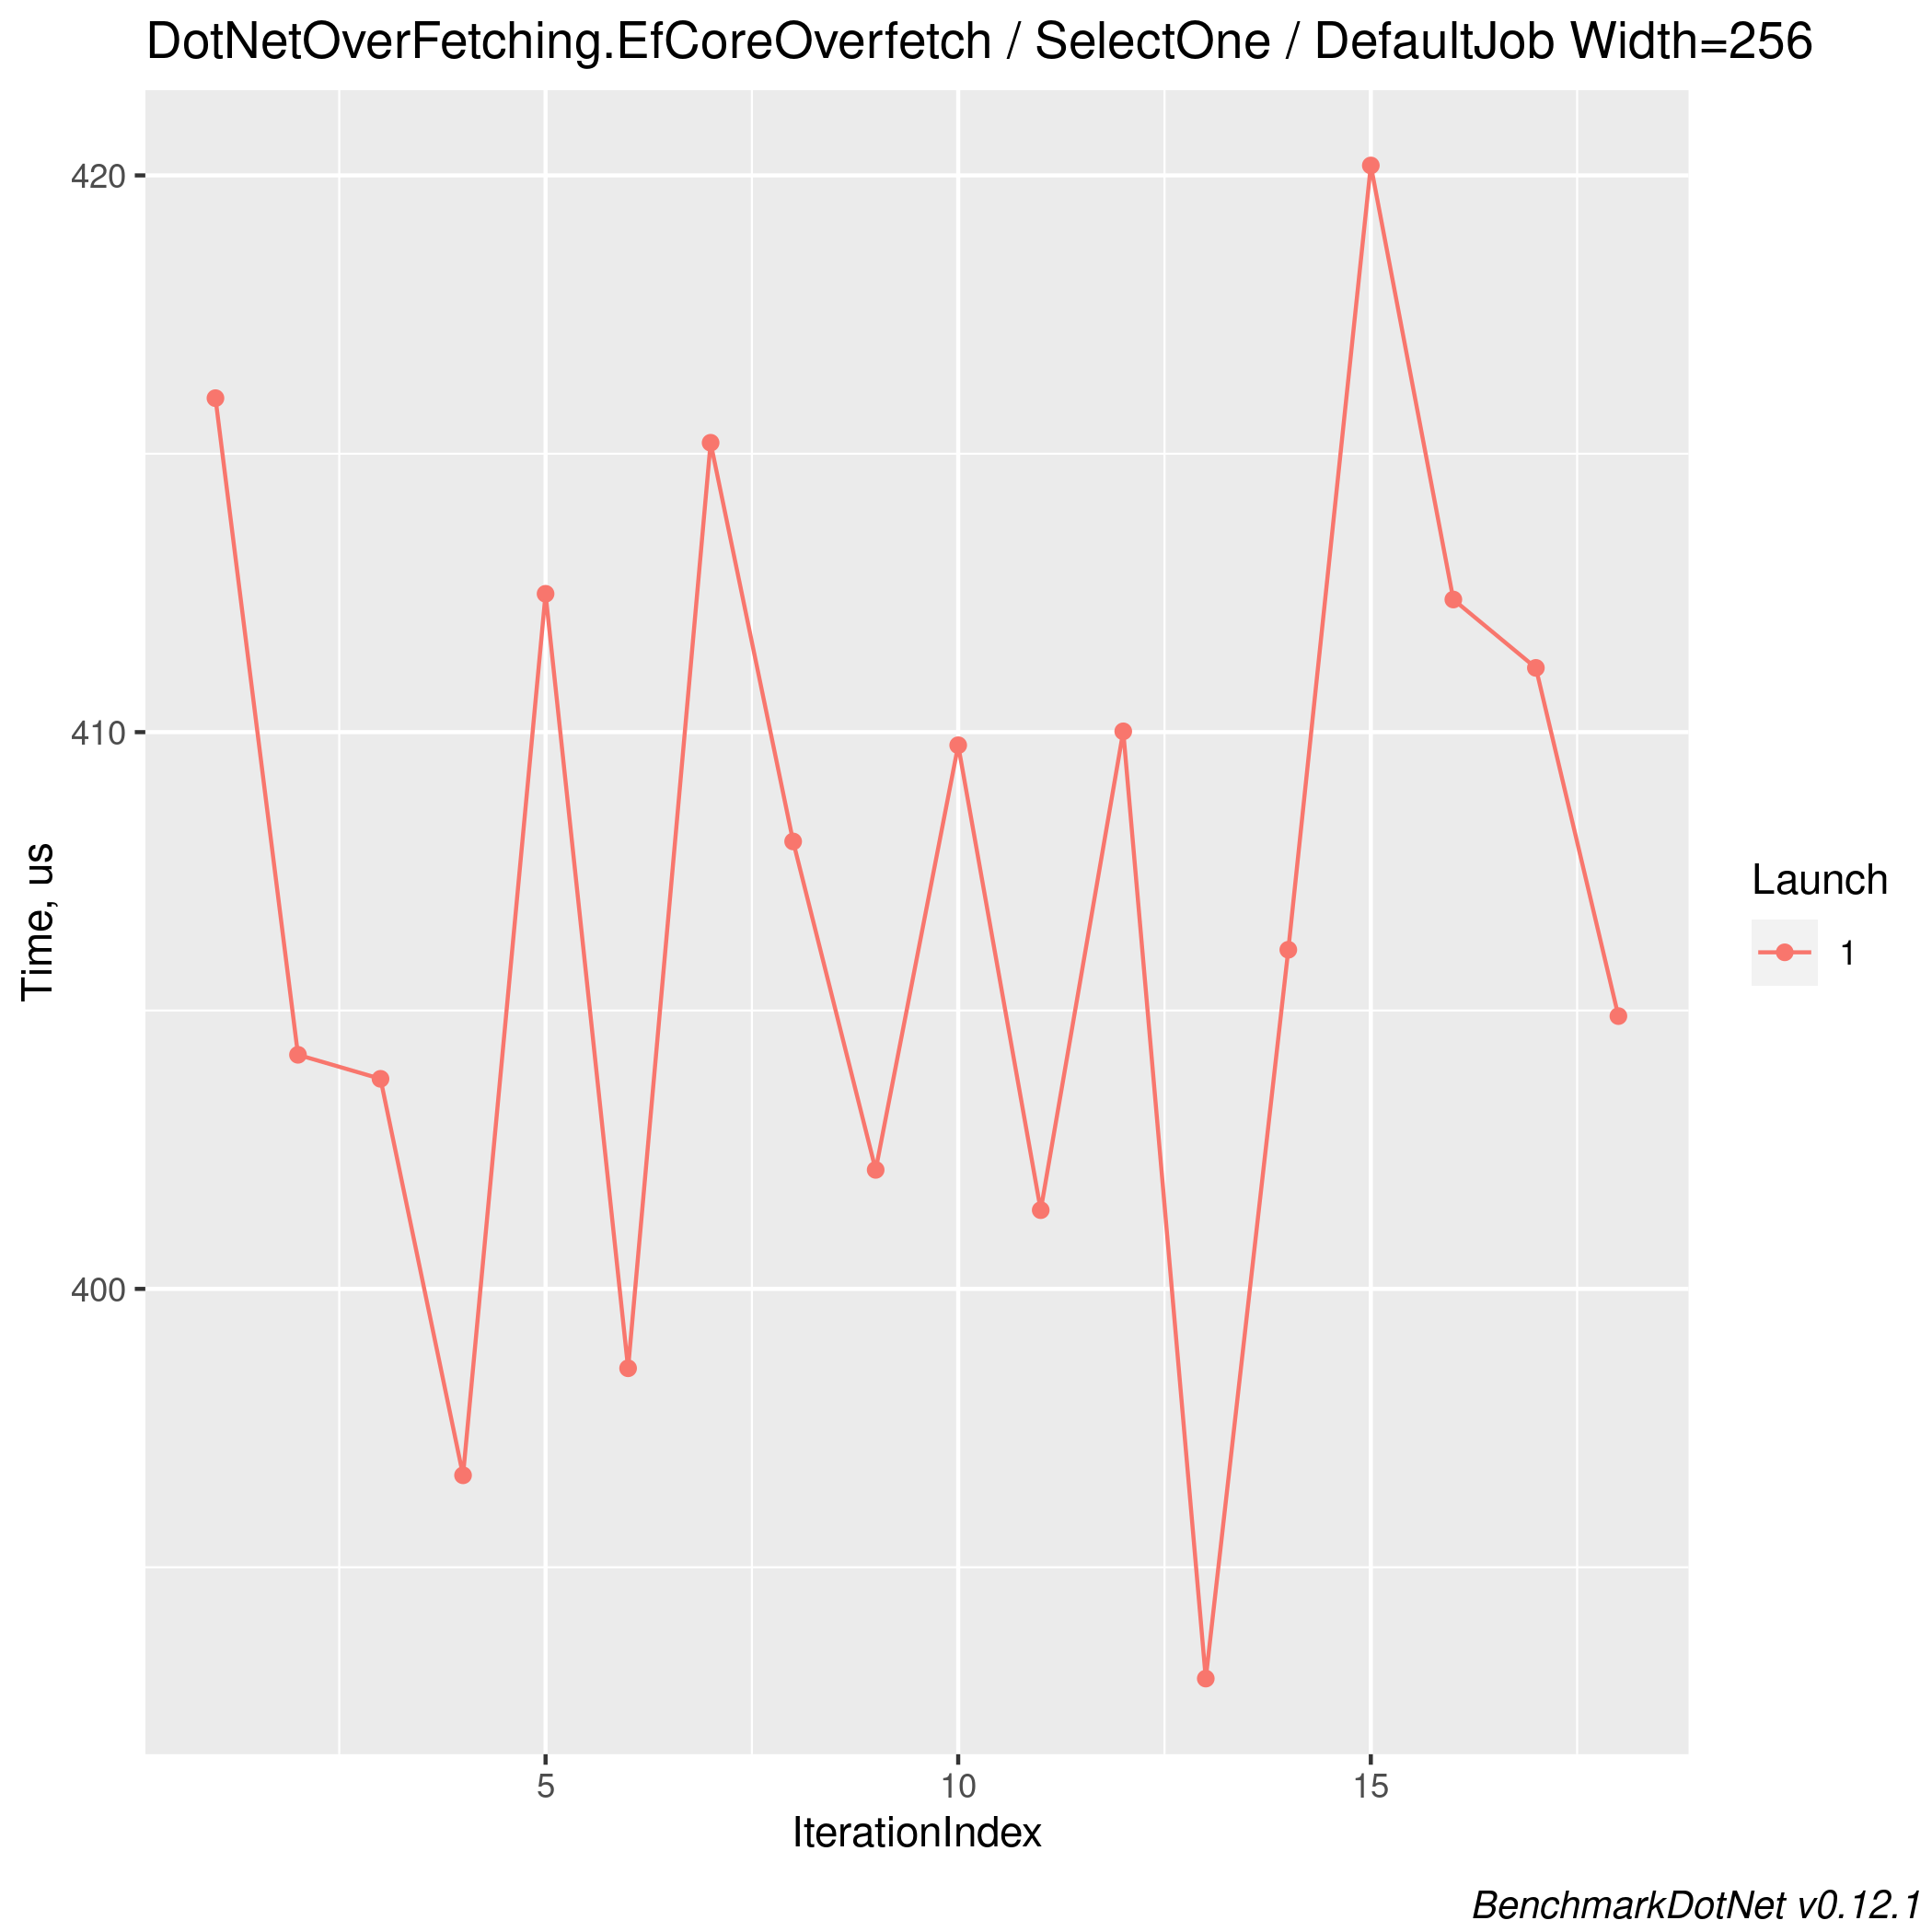 DotNetOverFetching.EfCoreOverfetch / SelectOne / DefaultJob Width=256
420
410
400
Time, us
5 10 15
IterationIndex
Launch
1
BenchmarkDotNet v0.12.1